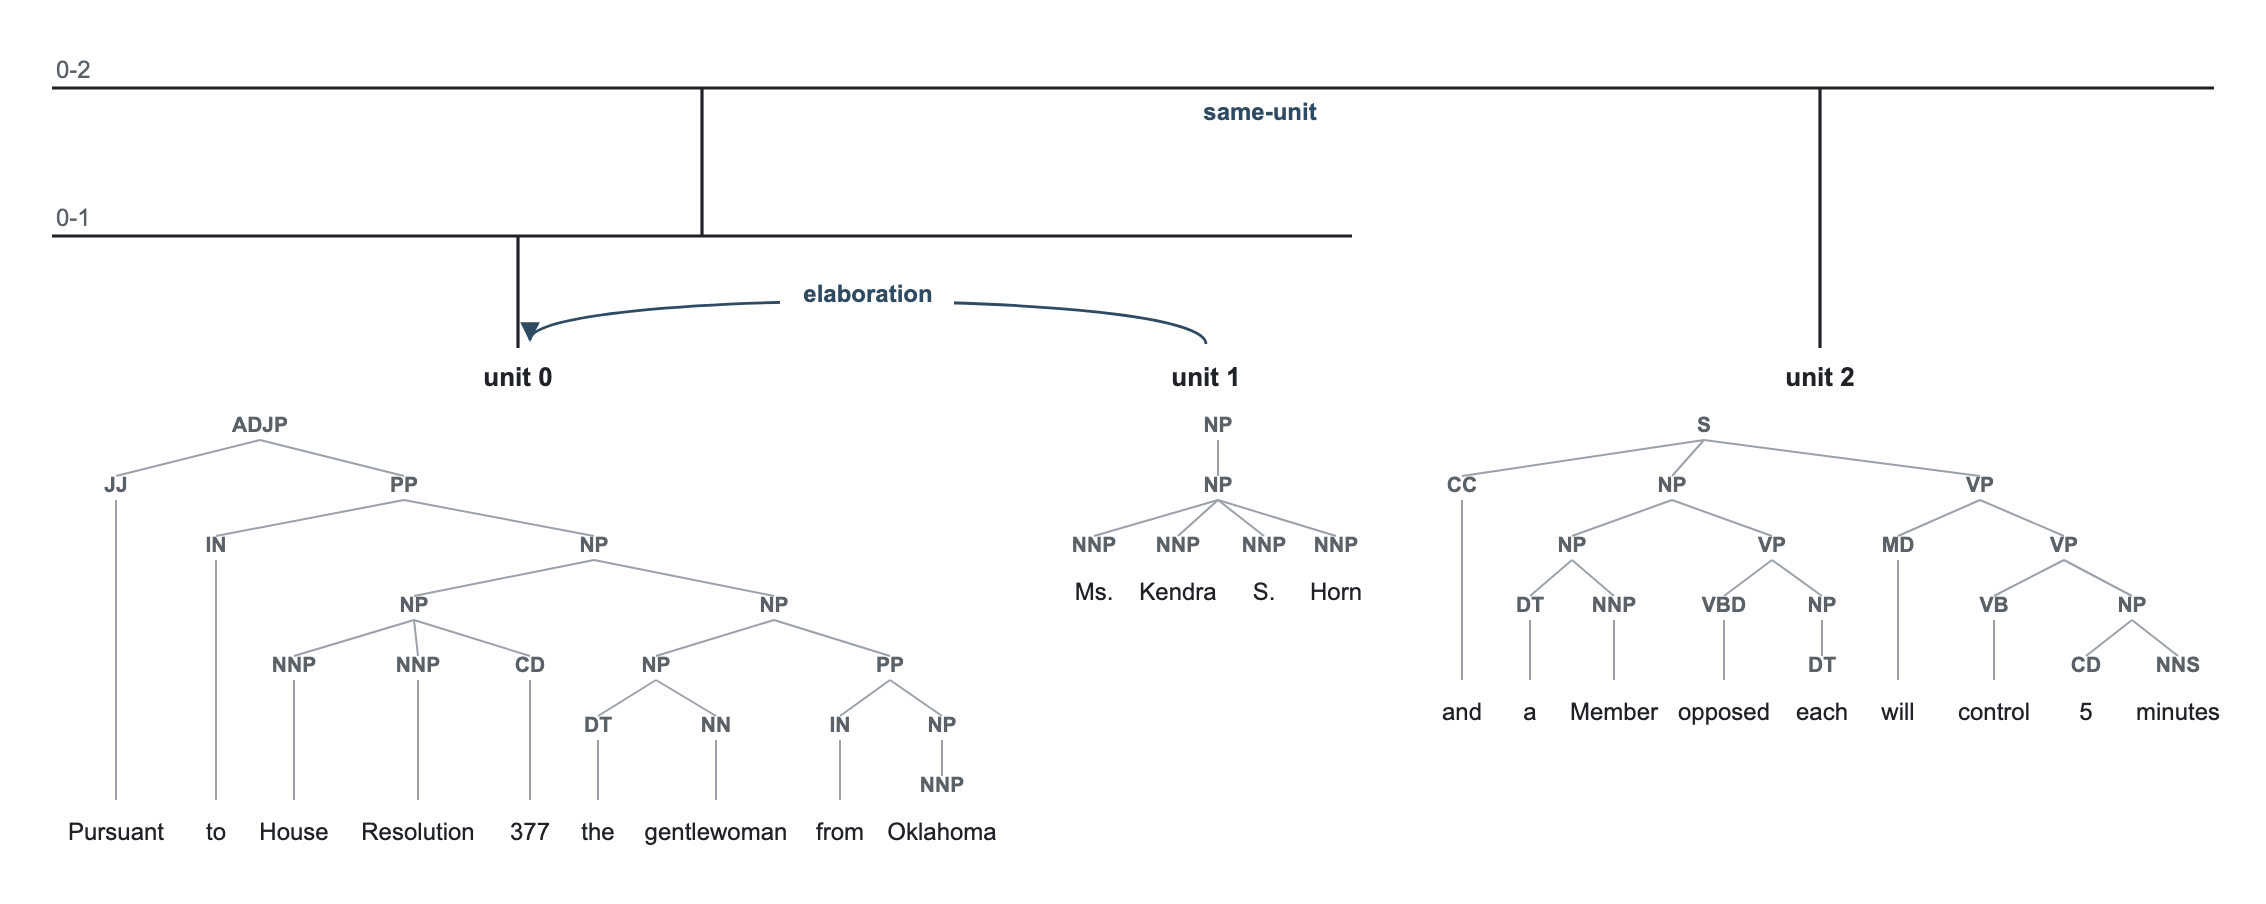 0-2
same-unit
0-1
elaboration
unit 0 unit 1 unit 2
ADJP NP S
JJ PP NP CC NP VP
IN NP NNP NNP NNP NNP NP VP MD VP
Ms. Kendra S. Horn
NP NP DT NNP VBD NP VB NP
NNP NNP CD NP PP DT CD NNS
and a Member opposed each will control 5 minutes
DT NN IN NP
NNP
Pursuant to House Resolution 377 the gentlewoman from Oklahoma